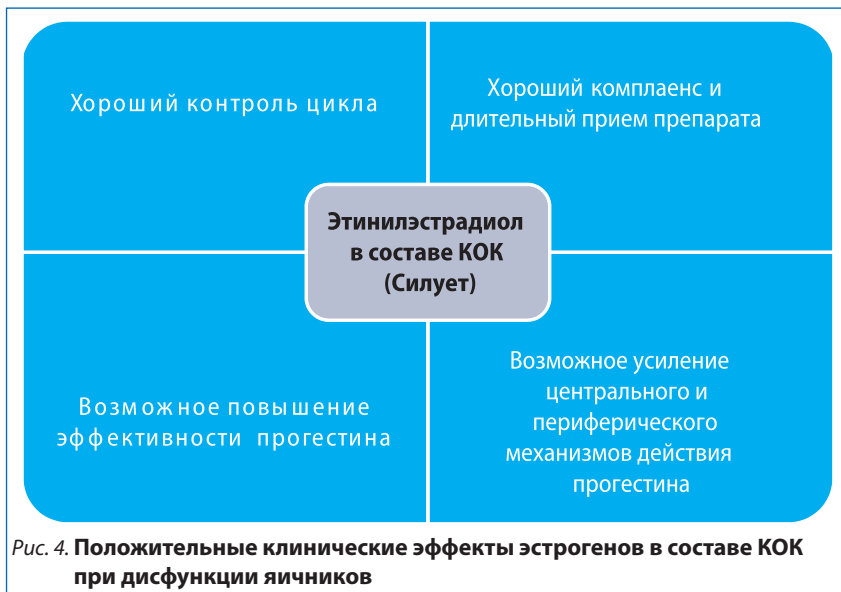 Хороший контроль цикла
Хороший комплаенс и
длительный прием препарата
Этинилэстрадиол
в составе КОК
(Силует)
Возможное повышение
эффективности прогестина
Возможное усиление
центрального и
периферического
механизмов действия
прогестина
Рис. 4. Положительные клинические эффекты эстрогенов в составе КОК
при дисфункции яичников